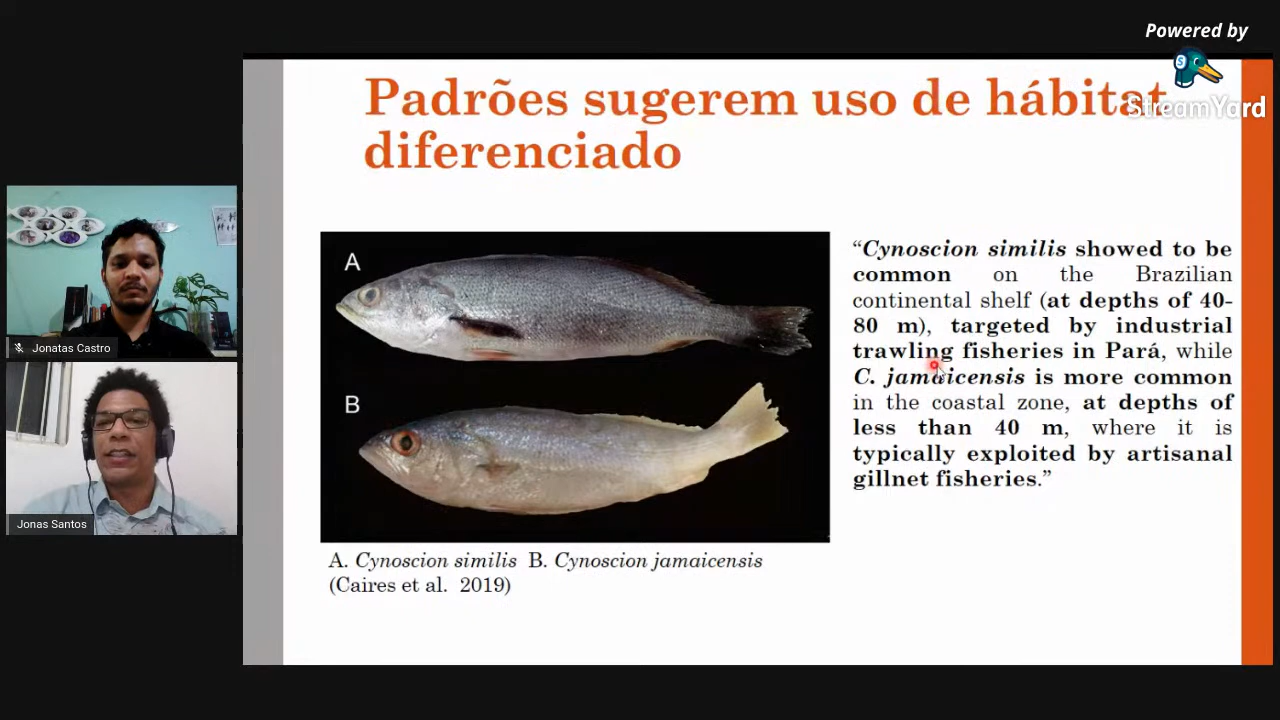 Powered by
StreamYard
Padrões sugerem uso de hábitat
diferenciado
A
B
“Cynoscion similis showed to be
common on the Brazilian
continental shelf (at depths of 40-
80 m), targeted by industrial
trawling fisheries in Pará, while
C. jamaicensis is more common
in the coastal zone, at depths of
less than 40 m, where it is
typically exploited by artisanal
gillnet fisheries.”
A. Cynoscion similis B. Cynoscion jamaicensis
(Caires et al. 2019)
Jonatas Castro
Jonas Santos